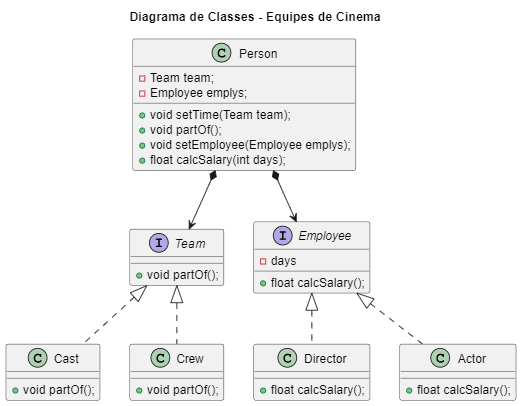 Diagrama de Classes - Equipes de Cinema
C Person
Team team;
Employee emplys;
void setTime(Team team);
void partOf();
void setEmployee(Employee emplys);
float calcSalary(int days);
I Team
void partOf();
I Employee
days
float calcSalary();
C Cast
void partOf();
C Crew
void partOf();
C Director
float calcSalary();
C Actor
float calcSalary();